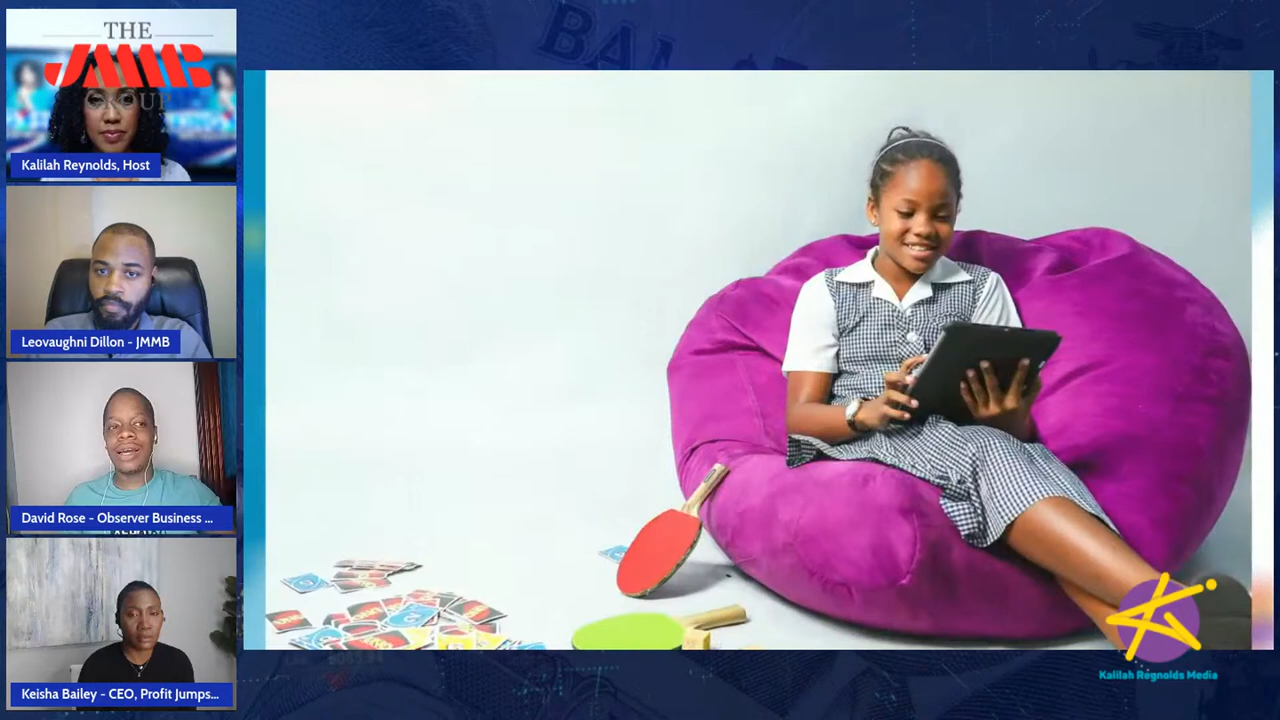 THE
JMMB
GROUP
Kalilah Reynolds, Host
Leovaughni Dillon - JMMB
David Rose - Observer Business ...
Keisha Bailey - CEO, Profit Jumps...
Kalilah Reynolds Media